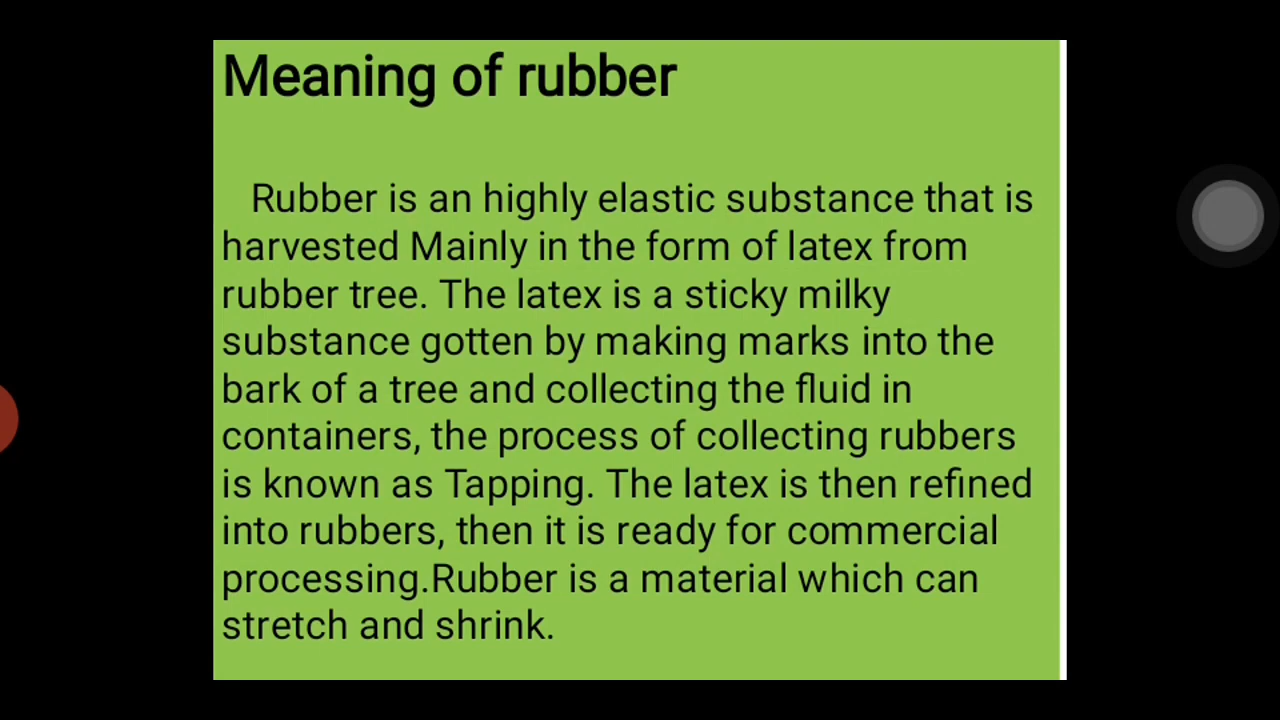 Meaning of rubber
Rubber is an highly elastic substance that is
harvested Mainly in the form of latex from
rubber tree. The latex is a sticky milky
substance gotten by making marks into the
bark of a tree and collecting the fluid in
containers, the process of collecting rubbers
is known as Tapping. The latex is then refined
into rubbers, then it is ready for commercial
processing.Rubber is a material which can
stretch and shrink.